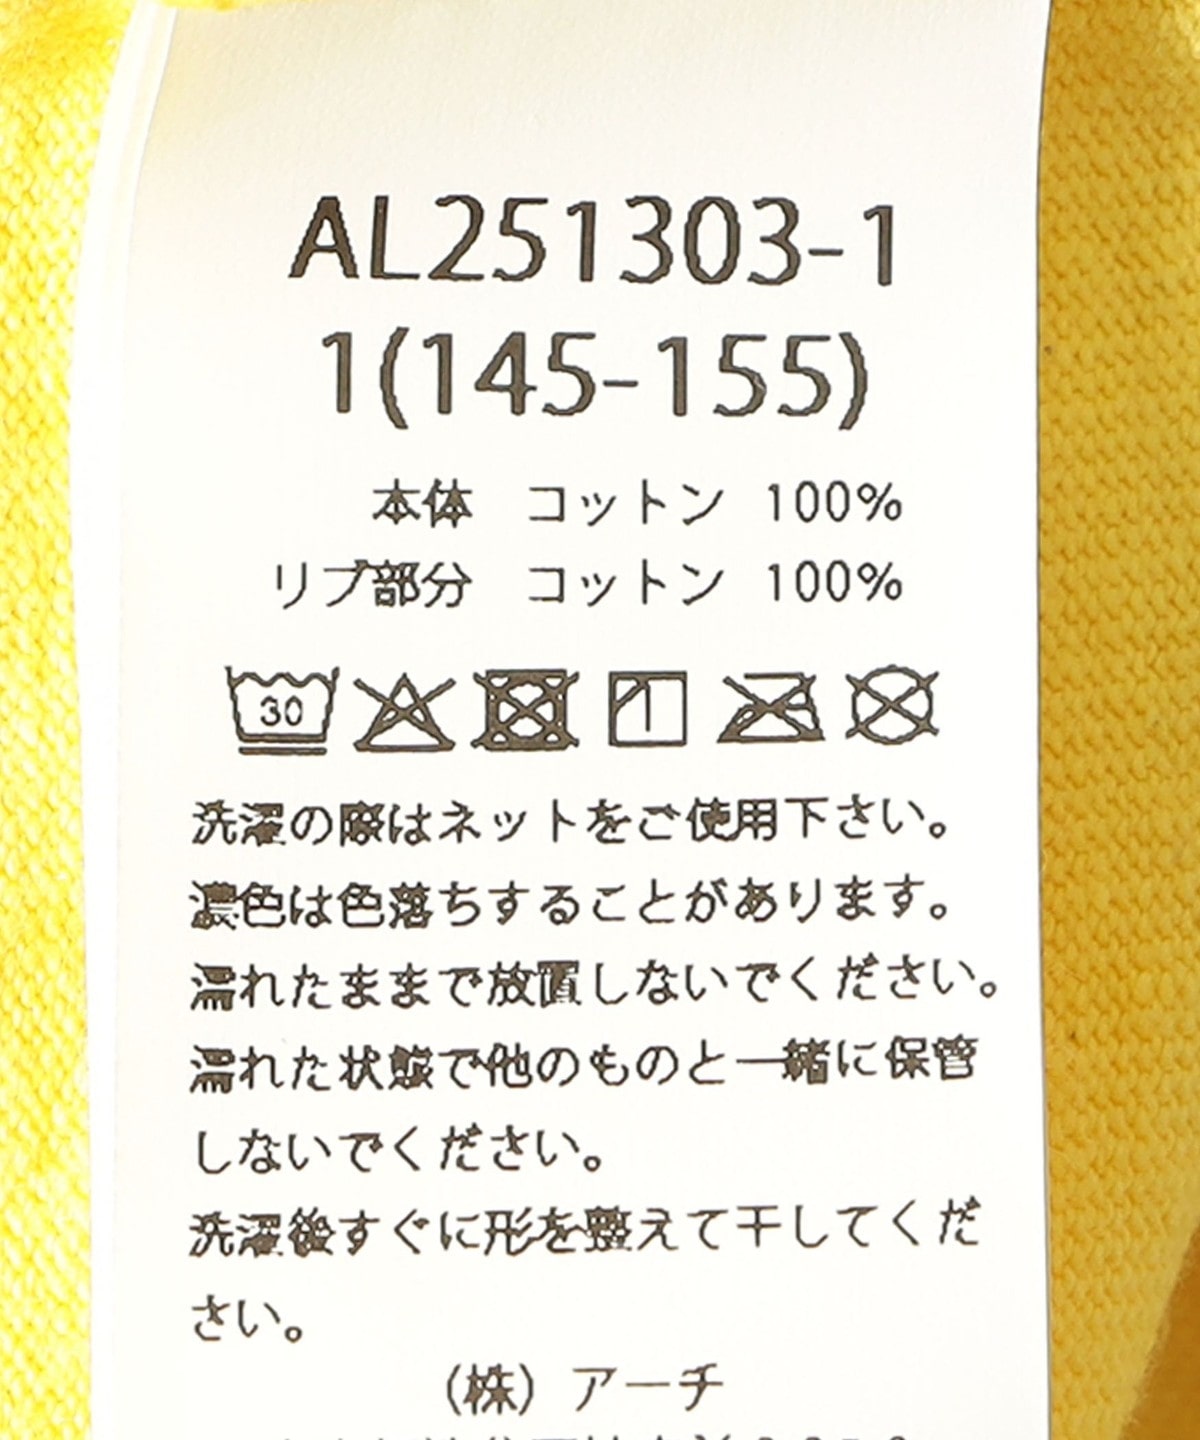 AL251303-1
1(145-155)
本体 コットン 100%
リブ部分 コットン 100%
30
洗濯の際はネットをご使用下さい。
濃色は色落ちすることがあります。
濡れたままで放置しないでください。
濡れた状態で他のものと一緒に保管
しないでください。
洗濯後すぐに形を整えて干してくだ
さい。
(株) アーチ